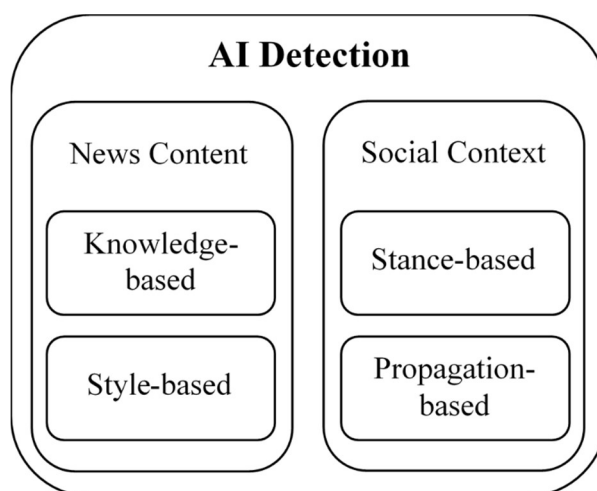 AI Detection
News Content
Knowledge-
based
Style-based
Social Context
Stance-based
Propagation-
based